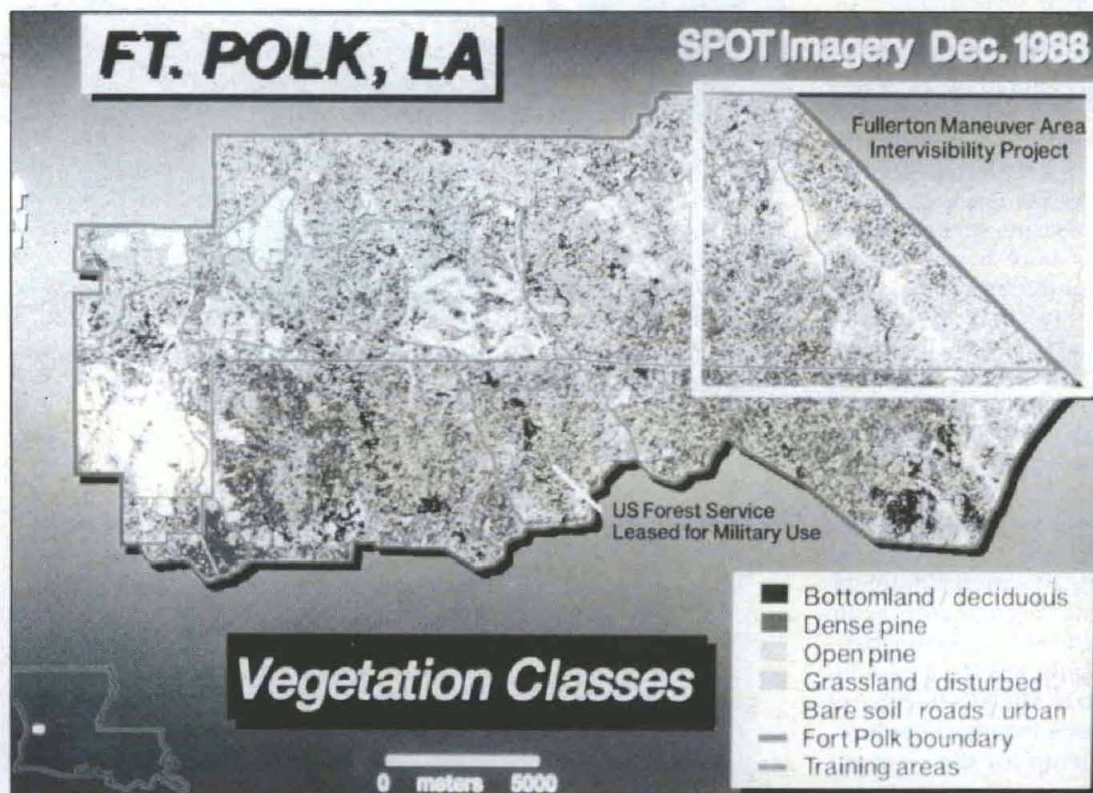 FT. POLK, LA
SPOT Imagery Dec. 1988
Fullerton Maneuver Area
Intervisibility Project
US Forest Service
Leased for Military Use
Vegetation Classes
0 meters 5000
Bottomland / deciduous
Dense pine
Open pine
Grassland disturbed
Bare soil roads / urban
Fort Polk boundary
Training areas